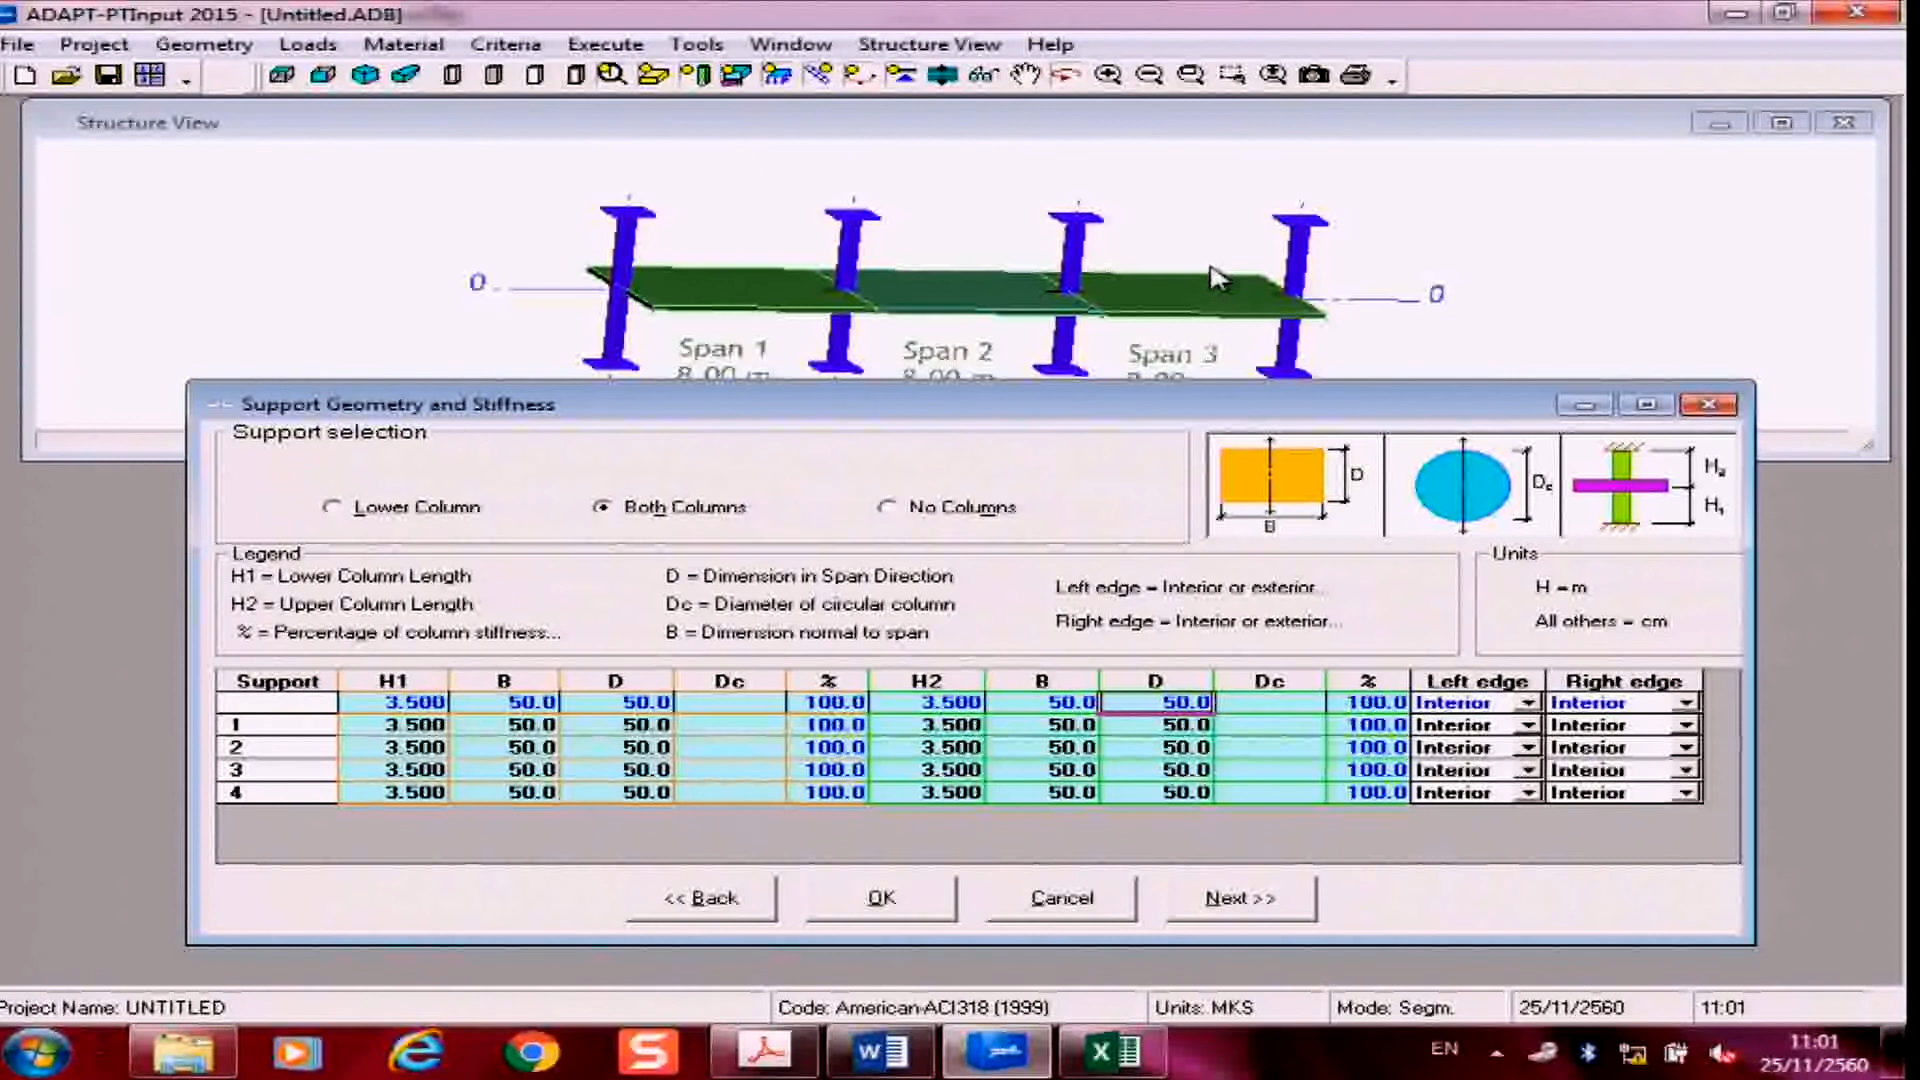 ADAPT-PTInput 2015 - [Untitled.ADB]
File Project Geometry Loads Material Criteria Execute Tools Window Structure View Help
Structure View
0
0
Span 1
Span 2
Span 3
8.00 m
8.00 m
Support Geometry and Stiffness
Support selection
Lower Column
Both Columns
No Columns
D
B
Dc
H2
H1
Legend
H1 = Lower Column Length
H2 = Upper Column Length
% = Percentage of column stiffness...
D = Dimension in Span Direction
Dc = Diameter of circular column
B = Dimension normal to span
Left edge = Interior or exterior...
Right edge = Interior or exterior...
Units
H = m
All others = cm
Support H1 B D Dc % H2 B D Dc % Left edge Right edge
3.500 50.0 50.0 100.0 3.500 50.0 50.0 100.0 Interior Interior
1 3.500 50.0 50.0 100.0 3.500 50.0 50.0 100.0 Interior Interior
2 3.500 50.0 50.0 100.0 3.500 50.0 50.0 100.0 Interior Interior
3 3.500 50.0 50.0 100.0 3.500 50.0 50.0 100.0 Interior Interior
4 3.500 50.0 50.0 100.0 3.500 50.0 50.0 100.0 Interior Interior
<< Back
OK
Cancel
Next >>
Project Name: UNTITLED
Code: American-ACI318 (1999)
Units: MKS
Mode: Segm.
25/11/2560
11:01
EN
11:01
25/11/2560